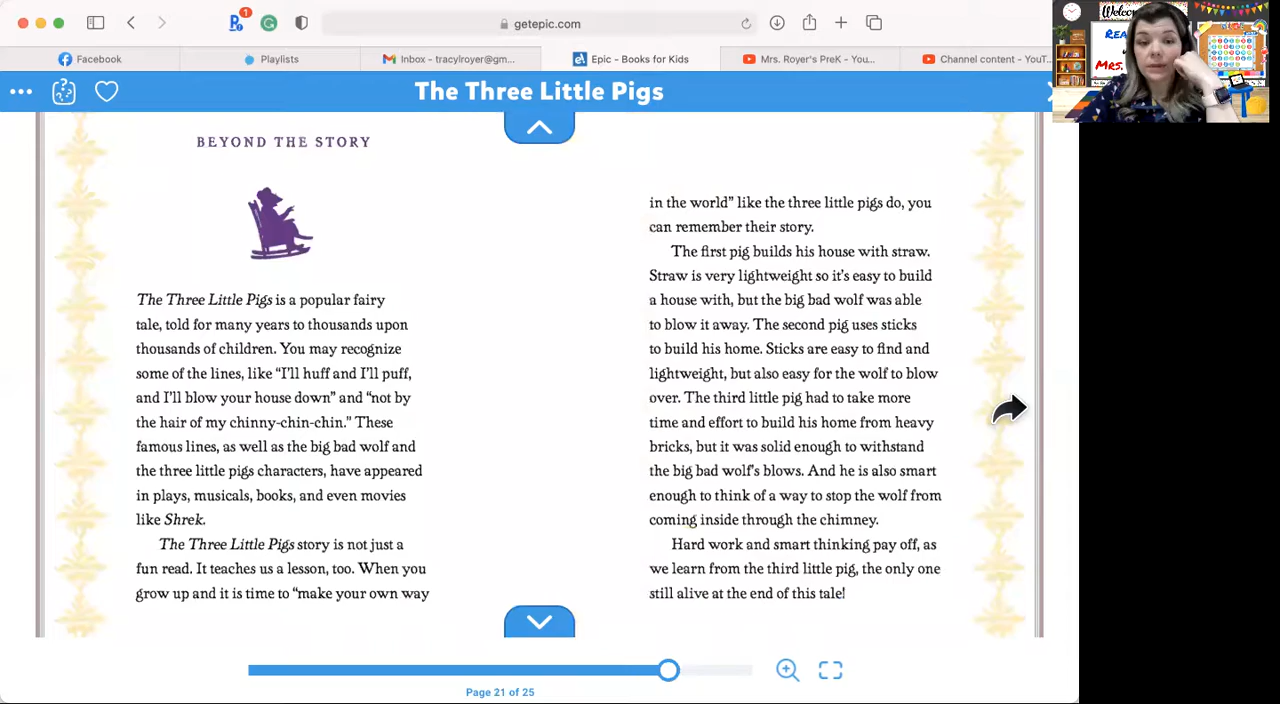 1
getepic.com
Facebook
Playlists
Inbox - tracylroyer@gm...
Epic - Books for Kids
Mrs. Royer's PreK - You...
Channel content - YouT...
The Three Little Pigs
BEYOND THE STORY
The Three Little Pigs is a popular fairy
tale, told for many years to thousands upon
thousands of children. You may recognize
some of the lines, like “I’ll huff and I’ll puff,
and I’ll blow your house down” and “not by
the hair of my chinny-chin-chin.” These
famous lines, as well as the big bad wolf and
the three little pigs characters, have appeared
in plays, musicals, books, and even movies
like Shrek.
The Three Little Pigs story is not just a
fun read. It teaches us a lesson, too. When you
grow up and it is time to “make your own way
in the world” like the three little pigs do, you
can remember their story.
The first pig builds his house with straw.
Straw is very lightweight so it’s easy to build
a house with, but the big bad wolf was able
to blow it away. The second pig uses sticks
to build his home. Sticks are easy to find and
lightweight, but also easy for the wolf to blow
over. The third little pig had to take more
time and effort to build his home from heavy
bricks, but it was solid enough to withstand
the big bad wolf’s blows. And he is also smart
enough to think of a way to stop the wolf from
coming inside through the chimney.
Hard work and smart thinking pay off, as
we learn from the third little pig, the only one
still alive at the end of this tale!
Page 21 of 25